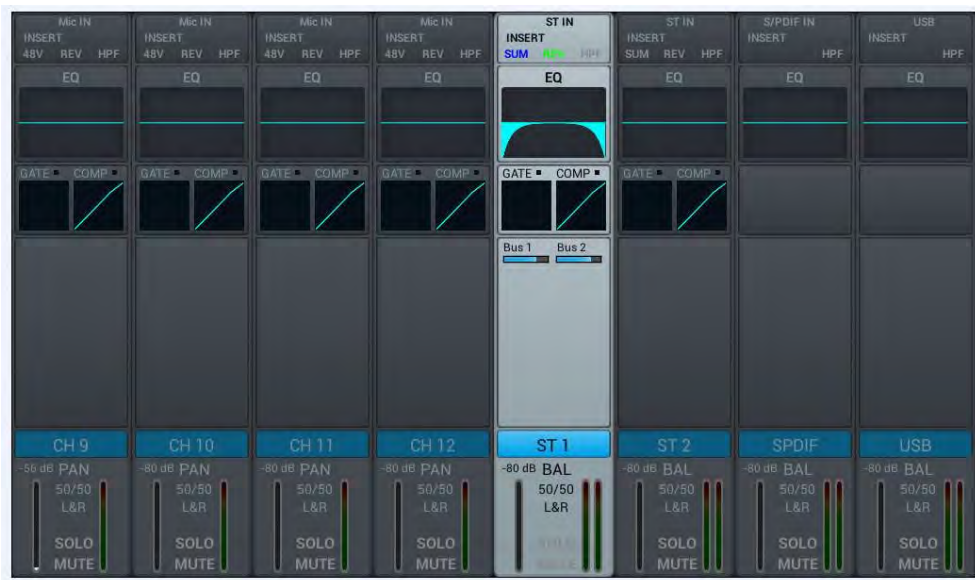 Mic IN Mic IN Mic IN Mic IN ST IN ST IN S/PDIF IN USB
INSERT INSERT INSERT INSERT INSERT INSERT INSERT INSERT
48V REV HPF 48V REV HPF 48V REV HPF 48V REV HPF SUM REV HPF SUM REV HPF HPF HPF
EQ EQ EQ EQ EQ EQ EQ EQ
GATE COMP GATE COMP GATE COMP GATE COMP GATE COMP GATE COMP
Bus 1 Bus 2
CH 9 CH 10 CH 11 CH 12 ST 1 ST 2 SPDIF USB
-56 dB PAN -80 dB PAN -80 dB PAN -80 dB PAN -80 dB BAL -80 dB BAL -80 dB BAL -80 dB BAL
50/50 50/50 50/50 50/50 50/50 50/50 50/50 50/50
L&R L&R L&R L&R L&R L&R L&R L&R
SOLO SOLO SOLO SOLO SOLO SOLO SOLO
MUTE MUTE MUTE MUTE MUTE MUTE MUTE